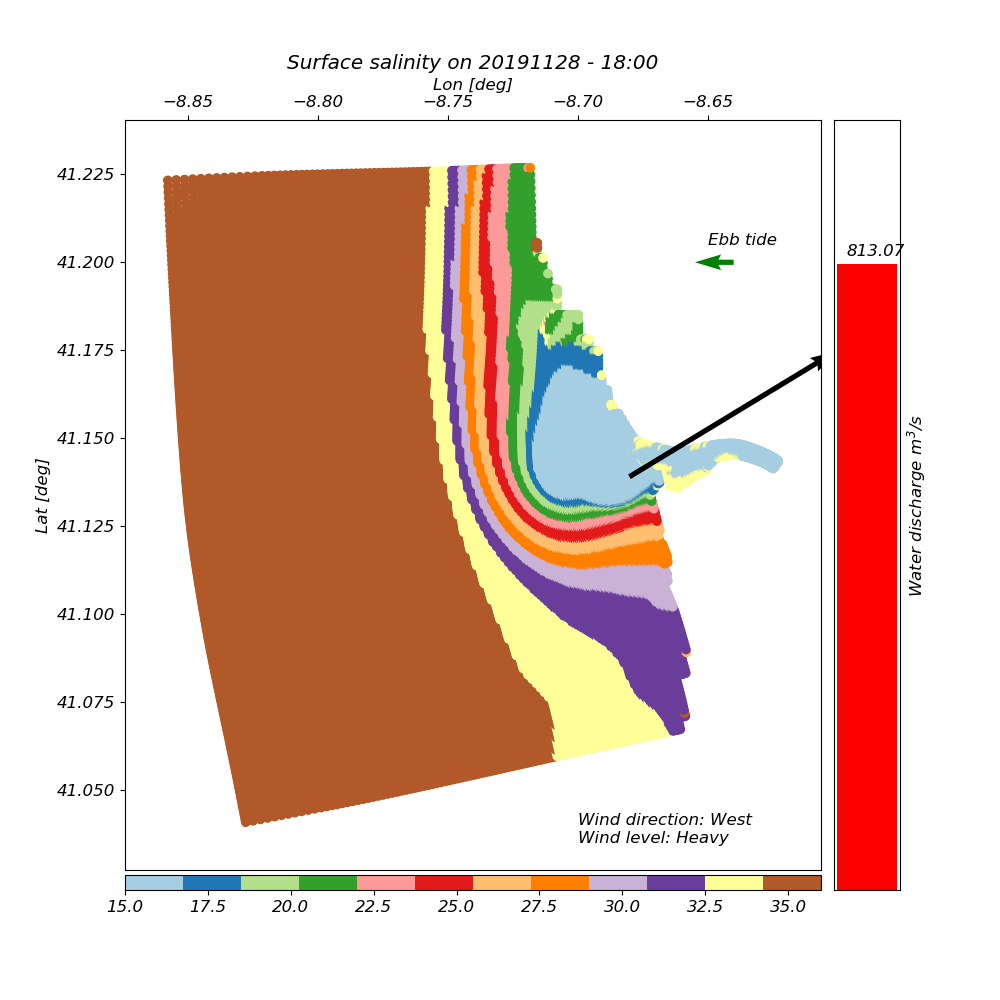 Surface salinity on 20191128 - 18:00
Lon [deg]
−8.85 −8.80 −8.75 −8.70 −8.65
41.225
41.200
41.175
41.150
41.125
41.100
41.075
41.050
Lat [deg]
Ebb tide
813.07
Water discharge m³/s
Wind direction: West
Wind level: Heavy
15.0 17.5 20.0 22.5 25.0 27.5 30.0 32.5 35.0